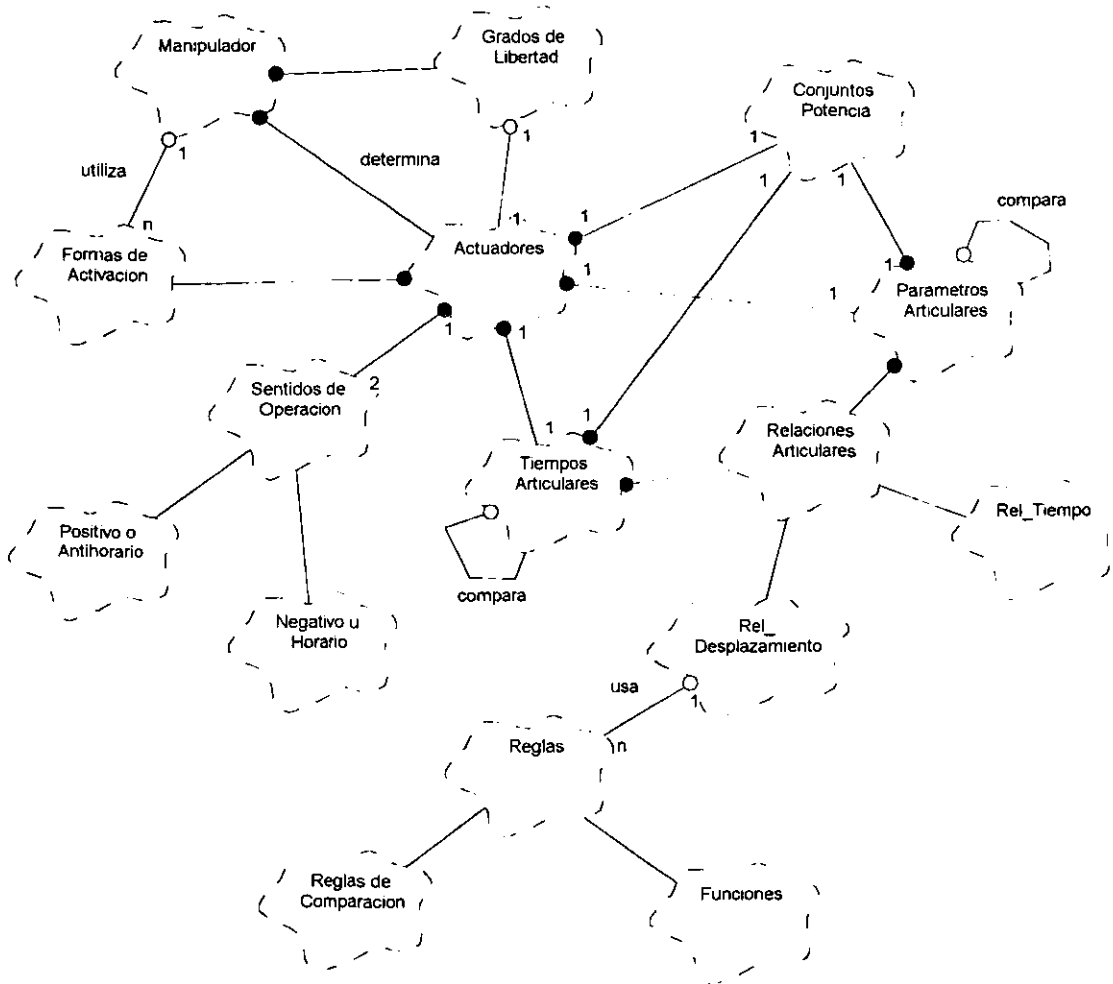 Manipulador
Grados de
Libertad
Conjuntos
Potencia
1
1
1
1
1
utiliza
determina
compara
n
1
1
Formas de
Activacion
Actuadores
1
1
1
Parametros
Articulares
1
1
1
Sentidos de
Operacion
2
1
1
Tiempos
Articulares
Relaciones
Articulares
Positivo o
Antihorario
Rel_Tiempo
compara
Negativo u
Horario
Rel_
Desplazamiento
usa
1
Reglas
n
Reglas de
Comparacion
Funciones